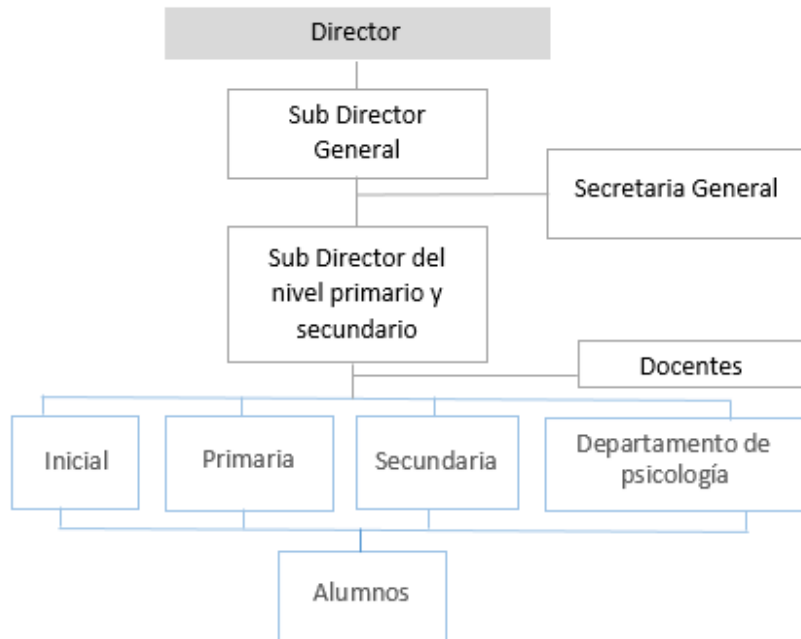 Director
Sub Director
General
Secretaria General
Sub Director del
nivel primario y
secundario
Docentes
Inicial
Primaria
Secundaria
Departamento de
psicología
Alumnos